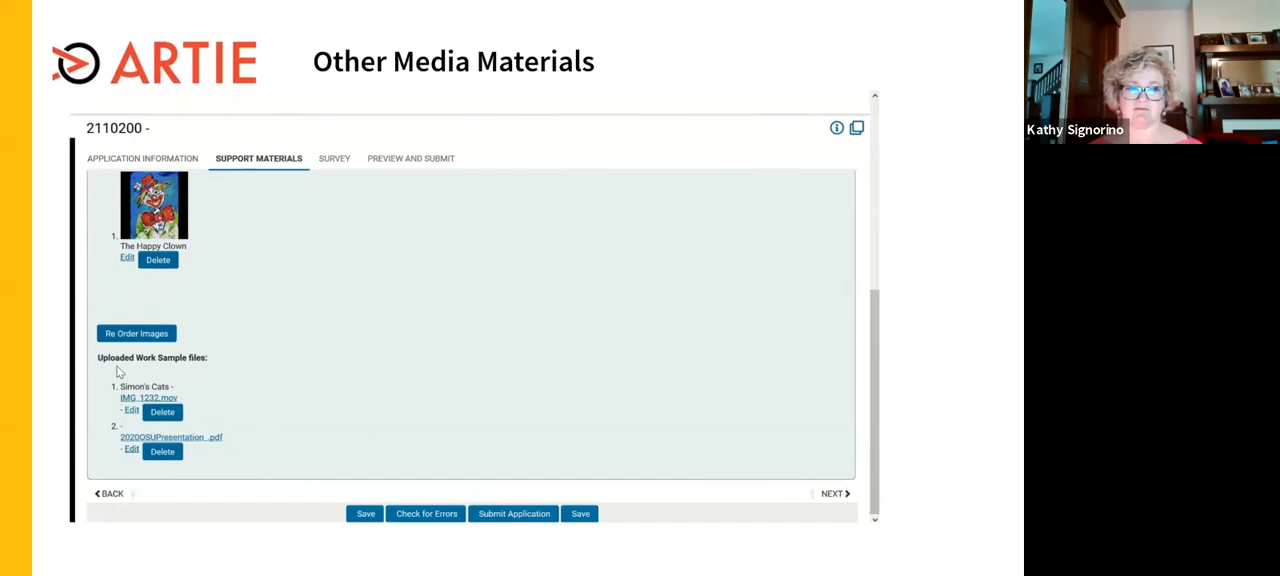 ARTIE
Other Media Materials
Kathy Signorino
2110200 -
APPLICATION INFORMATION SUPPORT MATERIALS SURVEY PREVIEW AND SUBMIT
1.
The Happy Clown
Edit Delete
Re Order Images
Uploaded Work Sample files:
1. Simon's Cats -
IMG_1232.mov
- Edit Delete
2. -
2020OSUPresentation_.pdf
- Edit Delete
BACK NEXT
Save Check for Errors Submit Application Save